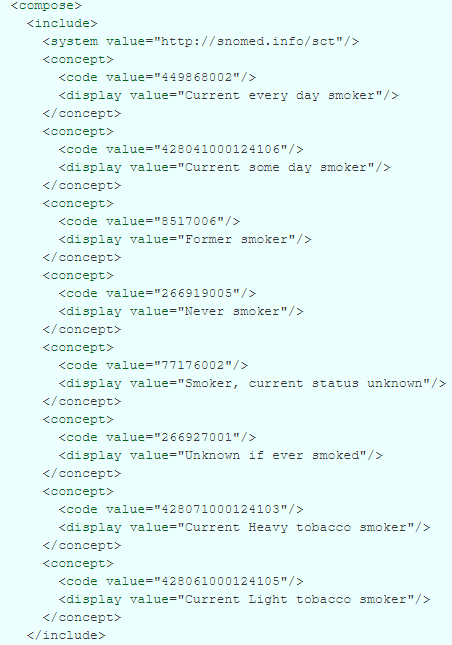 <compose>
<include>
<system value="http://snomed.info/sct"/>
<concept>
<code value="449868002"/>
<display value="Current every day smoker"/>
</concept>
<concept>
<code value="428041000124106"/>
<display value="Current some day smoker"/>
</concept>
<concept>
<code value="8517006"/>
<display value="Former smoker"/>
</concept>
<concept>
<code value="266919005"/>
<display value="Never smoker"/>
</concept>
<concept>
<code value="77176002"/>
<display value="Smoker, current status unknown"/>
</concept>
<concept>
<code value="266927001"/>
<display value="Unknown if ever smoked"/>
</concept>
<concept>
<code value="428071000124103"/>
<display value="Current Heavy tobacco smoker"/>
</concept>
<concept>
<code value="428061000124105"/>
<display value="Current Light tobacco smoker"/>
</concept>
</include>